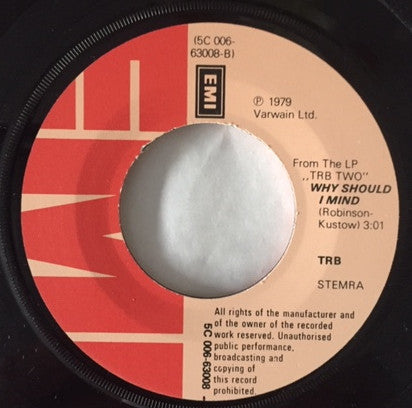 (5C 006-
63008-B)
EMI
EMI
℗ 1979
Varwain Ltd.
From The LP
„TRB TWO"
WHY SHOULD
I MIND
(Robinson-
Kustow) 3:01
TRB
STEMRA
All rights of the manufacturer and
of the owner of the recorded
work reserved. Unauthorised
public performance,
broadcasting and
copying of
this record
prohibited.
5C 006-63008